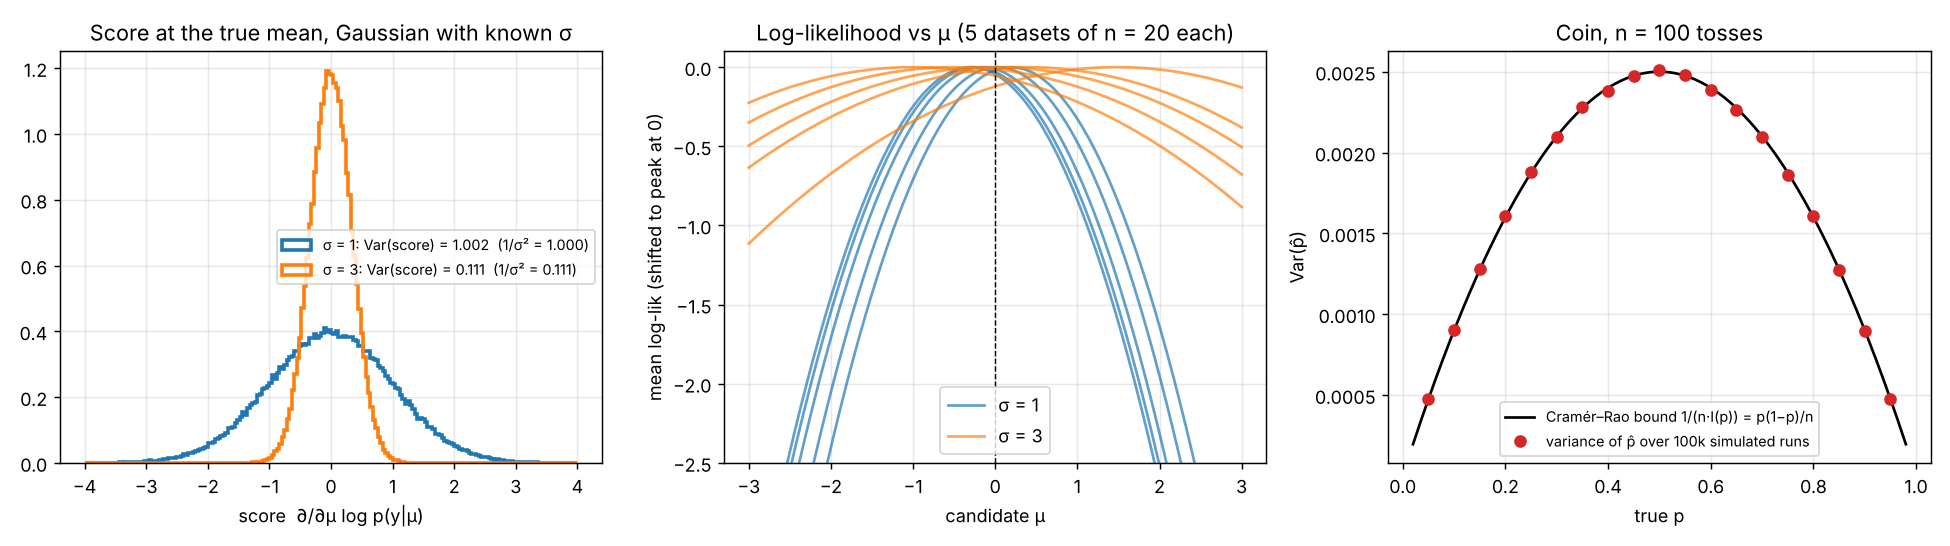 Score at the true mean, Gaussian with known σ
1.2
1.0
0.8
0.6
0.4
0.2
0.0
σ = 1: Var(score) = 1.002 (1/σ² = 1.000)
σ = 3: Var(score) = 0.111 (1/σ² = 0.111)
−4 −3 −2 −1 0 1 2 3 4
score ∂/∂μ log p(y|μ)
Log-likelihood vs μ (5 datasets of n = 20 each)
mean log-lik (shifted to peak at 0)
0.0
−0.5
−1.0
−1.5
−2.0
−2.5
σ = 1
σ = 3
−3 −2 −1 0 1 2 3
candidate μ
Coin, n = 100 tosses
Var(p̂)
0.0025
0.0020
0.0015
0.0010
0.0005
Cramér–Rao bound 1/(n·I(p)) = p(1−p)/n
variance of p̂ over 100k simulated runs
0.0 0.2 0.4 0.6 0.8 1.0
true p